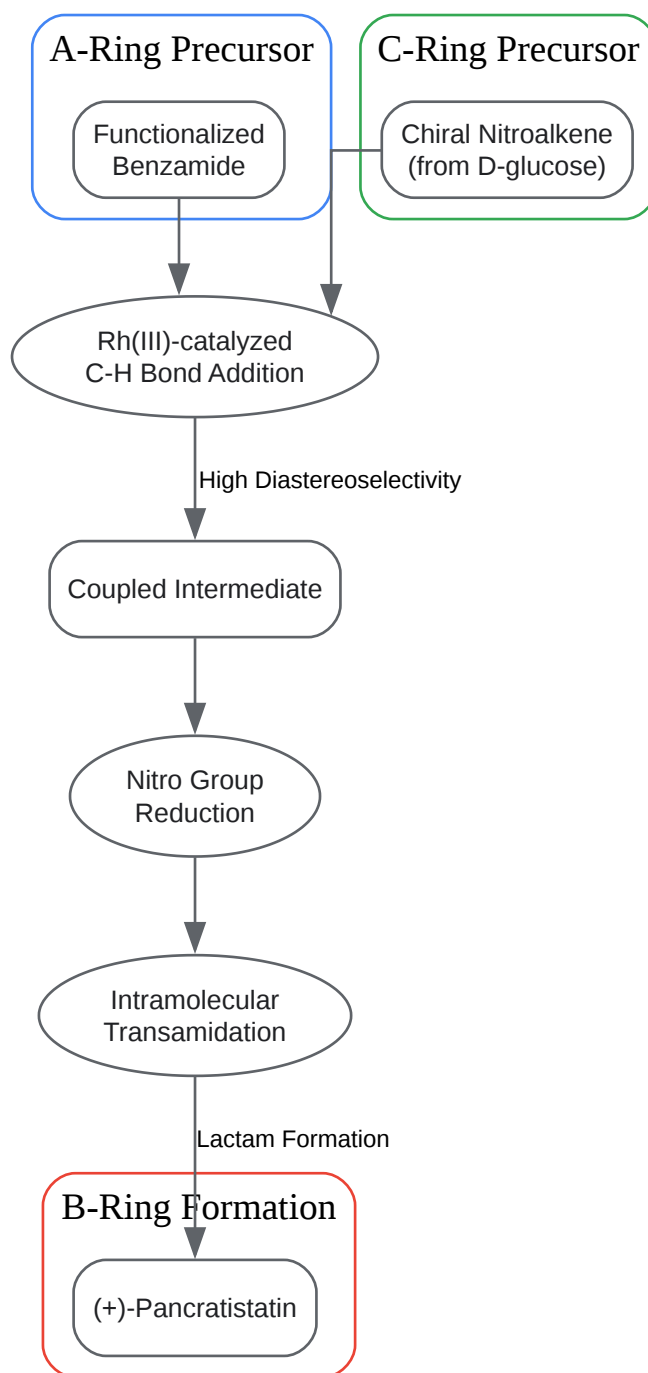 A-Ring Precursor
C-Ring Precursor
Functionalized
Benzamide
Chiral Nitroalkene
(from D-glucose)
Rh(III)-catalyzed
C-H Bond Addition
High Diastereoselectivity
Coupled Intermediate
Nitro Group
Reduction
Intramolecular
Transamidation
Lactam Formation
B-Ring Formation
(+)-Pancratistatin